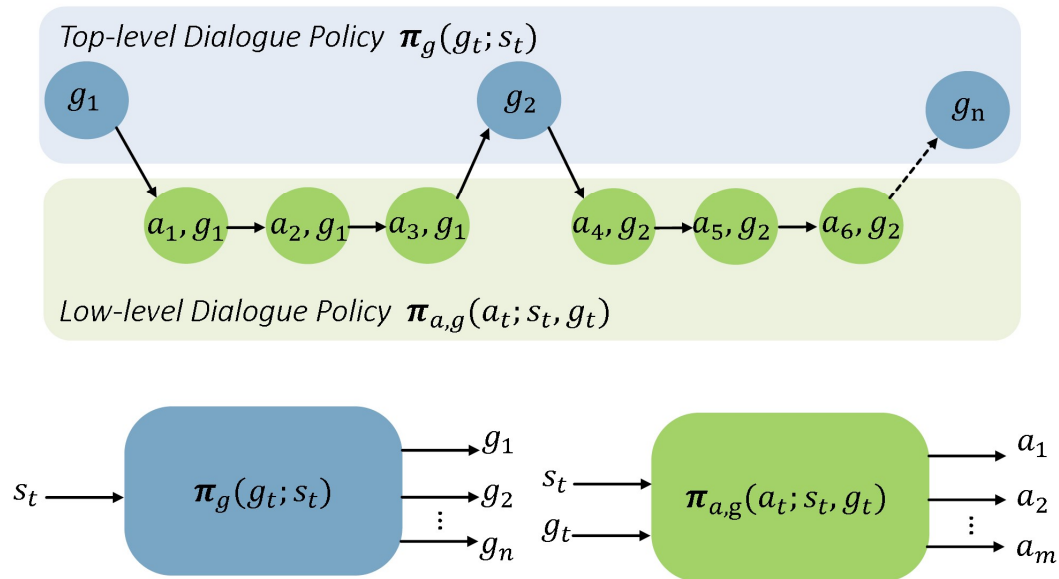 Top-level Dialogue Policy π_g(g_t; s_t)
g_1
g_2
g_n
a_1, g_1
a_2, g_1
a_3, g_1
a_4, g_2
a_5, g_2
a_6, g_2
Low-level Dialogue Policy π_{a,g}(a_t; s_t, g_t)
s_t
π_g(g_t; s_t)
g_1
g_2
⋮
g_n
s_t
g_t
π_{a,g}(a_t; s_t, g_t)
a_1
a_2
⋮
a_m